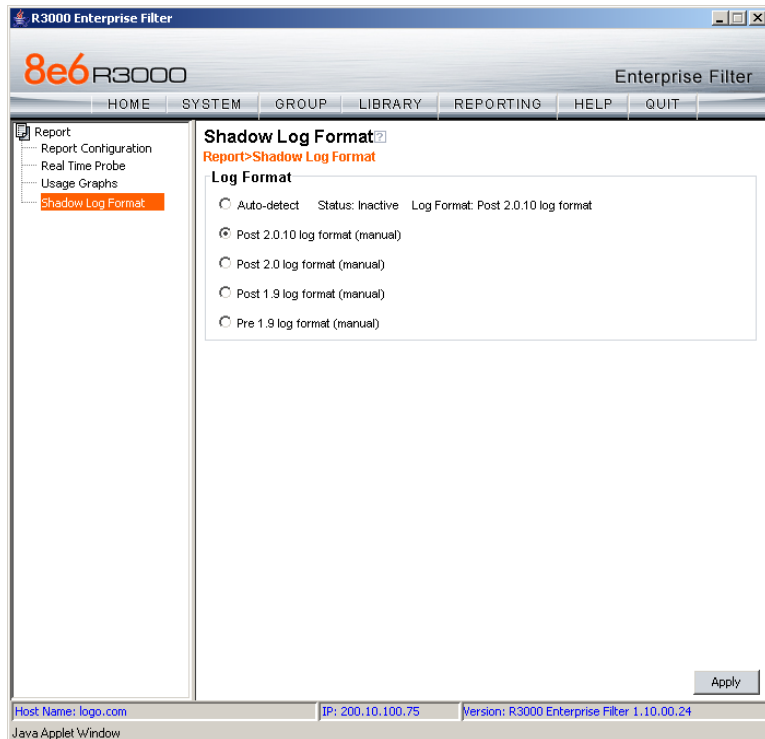 R3000 Enterprise Filter
8e6 R3000
Enterprise Filter
HOME SYSTEM GROUP LIBRARY REPORTING HELP QUIT
Report
Report Configuration
Real Time Probe
Usage Graphs
Shadow Log Format
Shadow Log Format?
Report>Shadow Log Format
Log Format
Auto-detect Status: Inactive Log Format: Post 2.0.10 log format
Post 2.0.10 log format (manual)
Post 2.0 log format (manual)
Post 1.9 log format (manual)
Pre 1.9 log format (manual)
Apply
Host Name: logo.com IP: 200.10.100.75 Version: R3000 Enterprise Filter 1.10.00.24
Java Applet Window